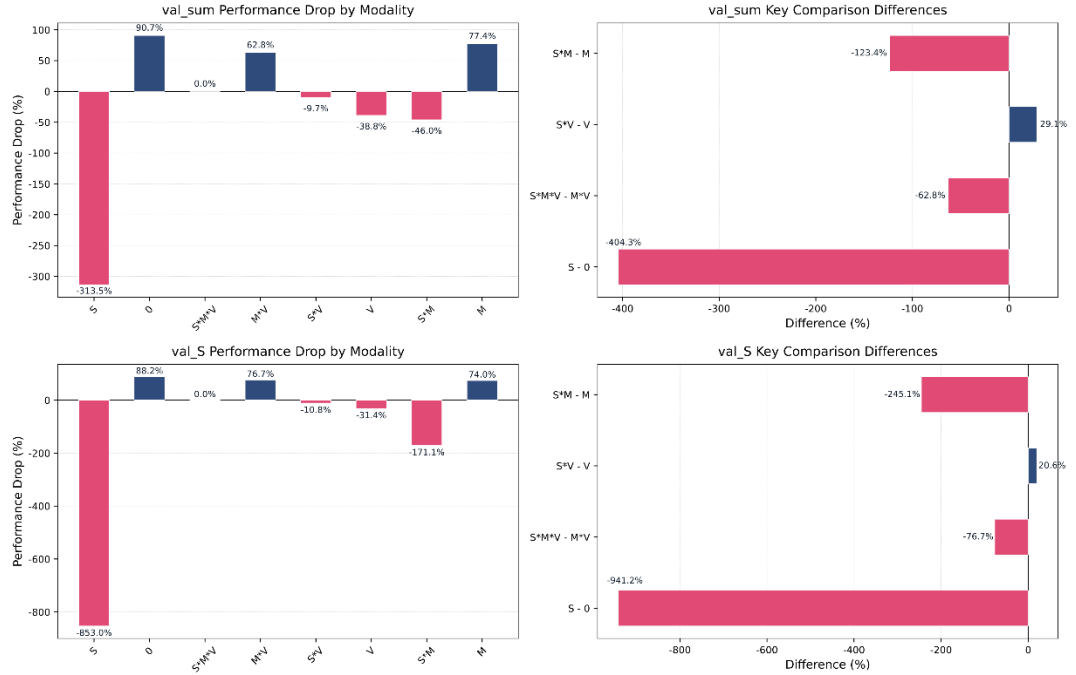 val_sum Performance Drop by Modality
Performance Drop (%)
100
50
0
-50
-100
-150
-200
-250
-300
-313.5%
90.7%
0.0%
62.8%
-9.7%
-38.8%
-46.0%
77.4%
S
0
S*M*V
M*V
S*V
V
S*M
M
val_sum Key Comparison Differences
S*M - M
S*V - V
S*M*V - M*V
S - 0
-123.4%
29.1%
-62.8%
-404.3%
-400
-300
-200
-100
0
Difference (%)
val_S Performance Drop by Modality
Performance Drop (%)
0
-200
-400
-600
-800
-853.0%
88.2%
0.0%
76.7%
-10.8%
-31.4%
-171.1%
74.0%
S
0
S*M*V
M*V
S*V
V
S*M
M
val_S Key Comparison Differences
S*M - M
S*V - V
S*M*V - M*V
S - 0
-245.1%
20.6%
-76.7%
-941.2%
-800
-600
-400
-200
0
Difference (%)